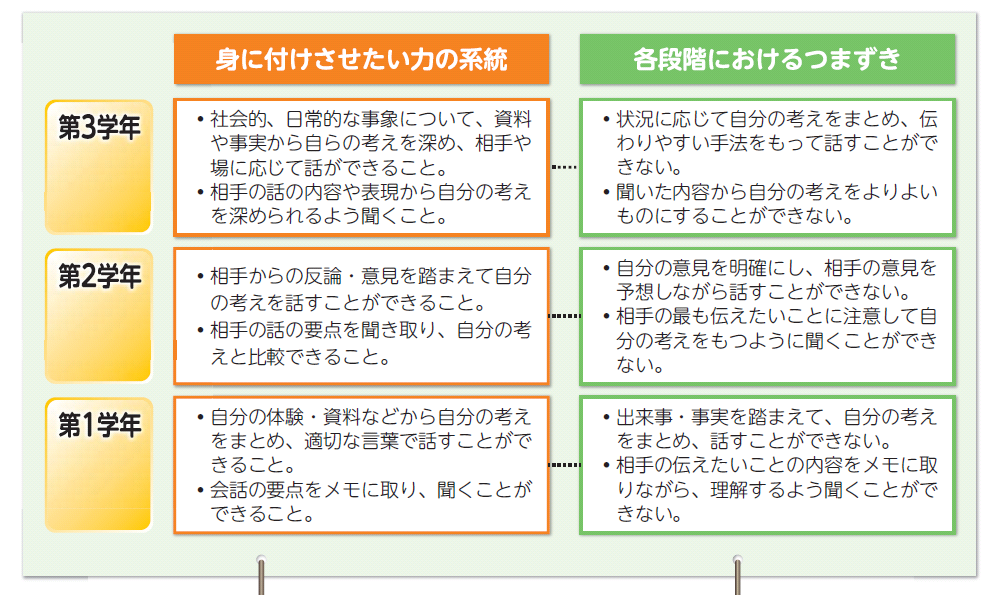 身に付けさせたい力の系統
各段階におけるつまずき
第3学年
・社会的、日常的な事象について、資料
や事実から自らの考えを深め、相手や
場に応じて話ができること。
・相手の話の内容や表現から自分の考え
を深められるよう聞くこと。
・状況に応じて自分の考えをまとめ、伝
わりやすい手法をもって話すことがで
きない。
・聞いた内容から自分の考えをよりよい
ものにすることができない。
第2学年
・相手からの反論・意見を踏まえて自分
の考えを話すことができること。
・相手の話の要点を聞き取り、自分の考
えと比較できること。
・自分の意見を明確にし、相手の意見を
予想しながら話すことができない。
・相手の最も伝えたいことに注意して自
分の考えをもつように聞くことができ
ない。
第1学年
・自分の体験・資料などから自分の考え
をまとめ、適切な言葉で話すことがで
きること。
・会話の要点をメモに取り、聞くことが
できること。
・出来事・事実を踏まえて、自分の考え
をまとめ、話すことができない。
・相手の伝えたいことの内容をメモに取
りながら、理解するよう聞くことがで
きない。